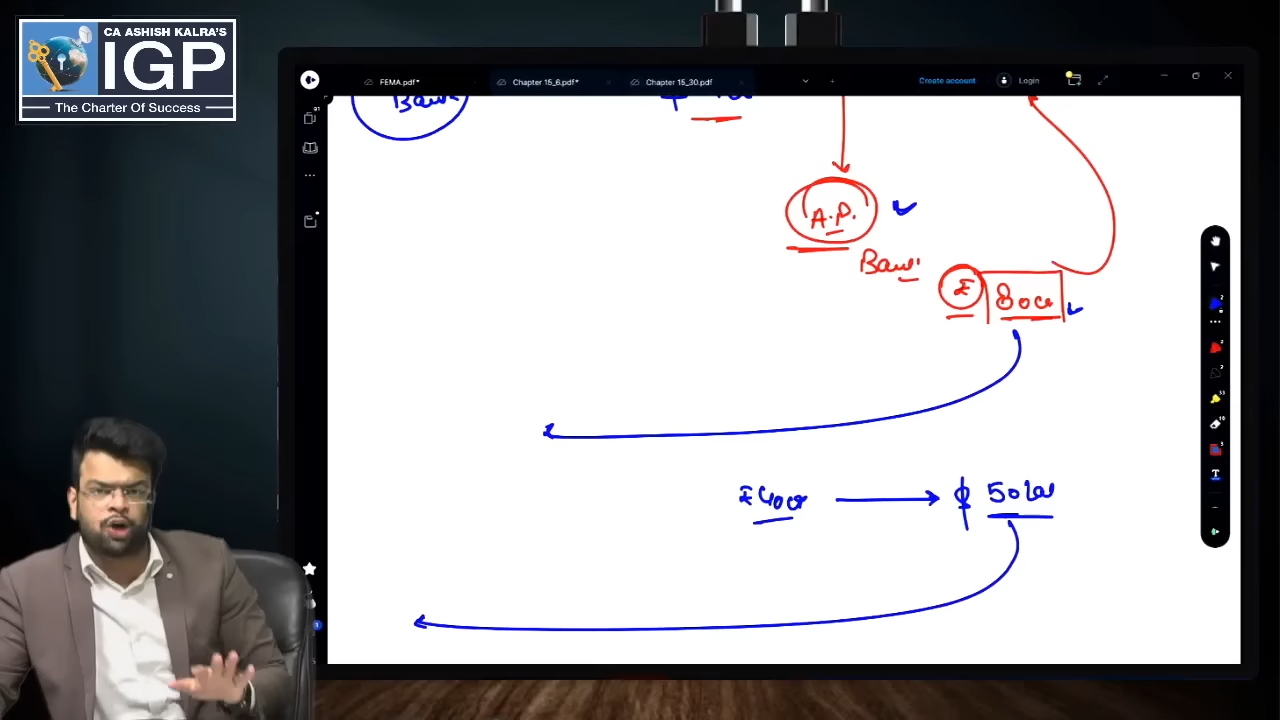 CA ASHISH KALRA'S
IGP
The Charter Of Success
FEMA.pdf*
Chapter 15_6.pdf*
Chapter 15_30.pdf
Create account
Login
Bank
A.P.
Bank
₹ 80cr
₹40cr → $ 50lac